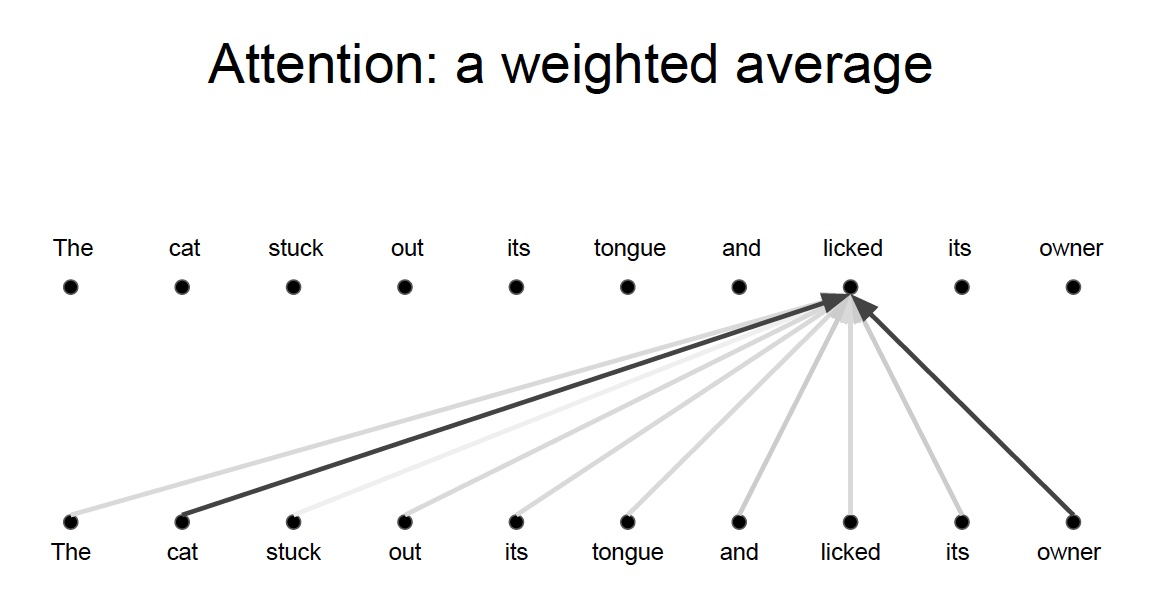 Attention: a weighted average
The cat stuck out its tongue and licked its owner
The cat stuck out its tongue and licked its owner